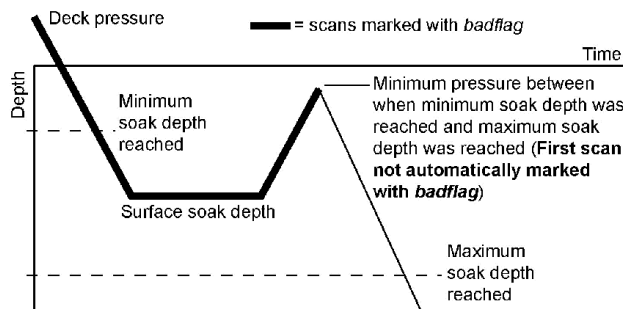 Deck pressure
= scans marked with badflag
Time
Depth
Minimum
soak depth
reached
Minimum pressure between
when minimum soak depth was
reached and maximum soak
depth was reached (First scan
not automatically marked
with badflag)
Surface soak depth
Maximum
soak depth
reached